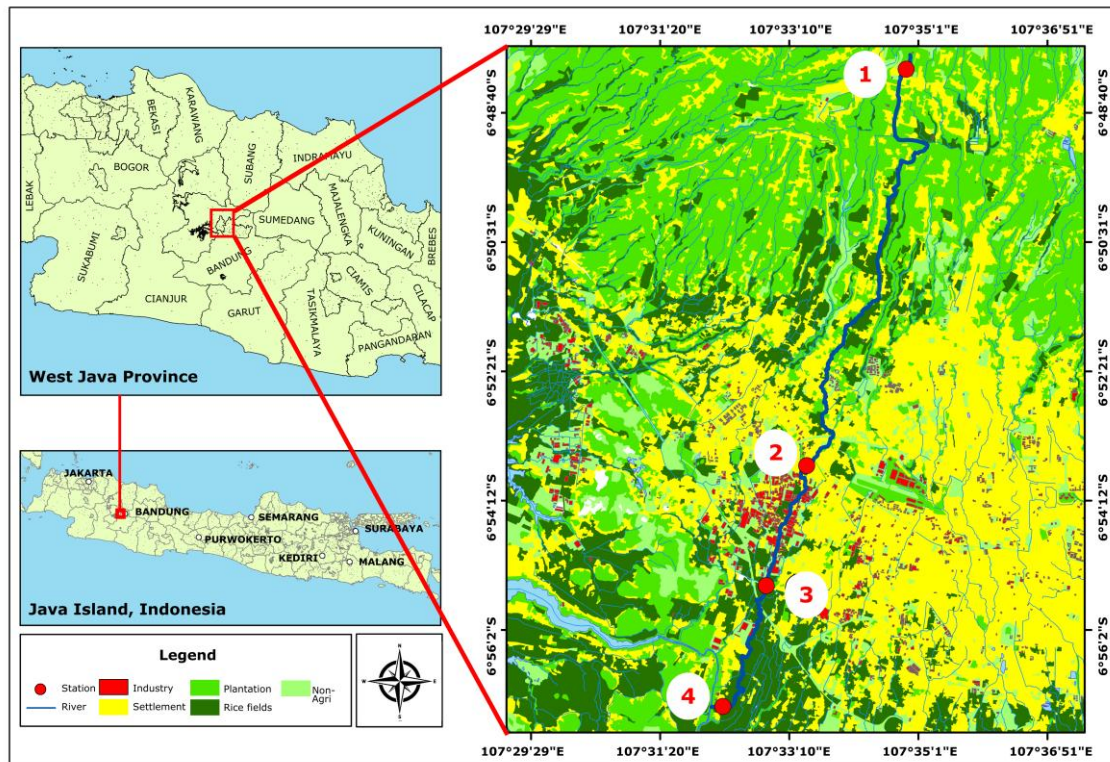 LEBAK
BEKASI
KARAWANG
BOGOR
SUBANG
INDRAMAYU
SUKABUMI
SUMEDANG
MAJALENGKA
KUNINGAN
BREBES
BANDUNG
CIANJUR
GARUT
TASIKMALAYA
CIAMIS
CILACAP
PANGANDARAN
West Java Province
JAKARTA
BANDUNG
SEMARANG
SURABAYA
PURWOKERTO
KEDIRI
MALANG
Java Island, Indonesia
Legend
Station
Industry
Plantation
Non-
Agri
River
Settlement
Rice fields
N
W
E
S
107°29'29"E
107°31'20"E
107°33'10"E
107°35'1"E
107°36'51"E
6°48'40"S
6°50'31"S
6°52'21"S
6°54'12"S
6°56'2"S
1
2
3
4
6°48'40"S
6°50'31"S
6°52'21"S
6°54'12"S
6°56'2"S
107°29'29"E
107°31'20"E
107°33'10"E
107°35'1"E
107°36'51"E